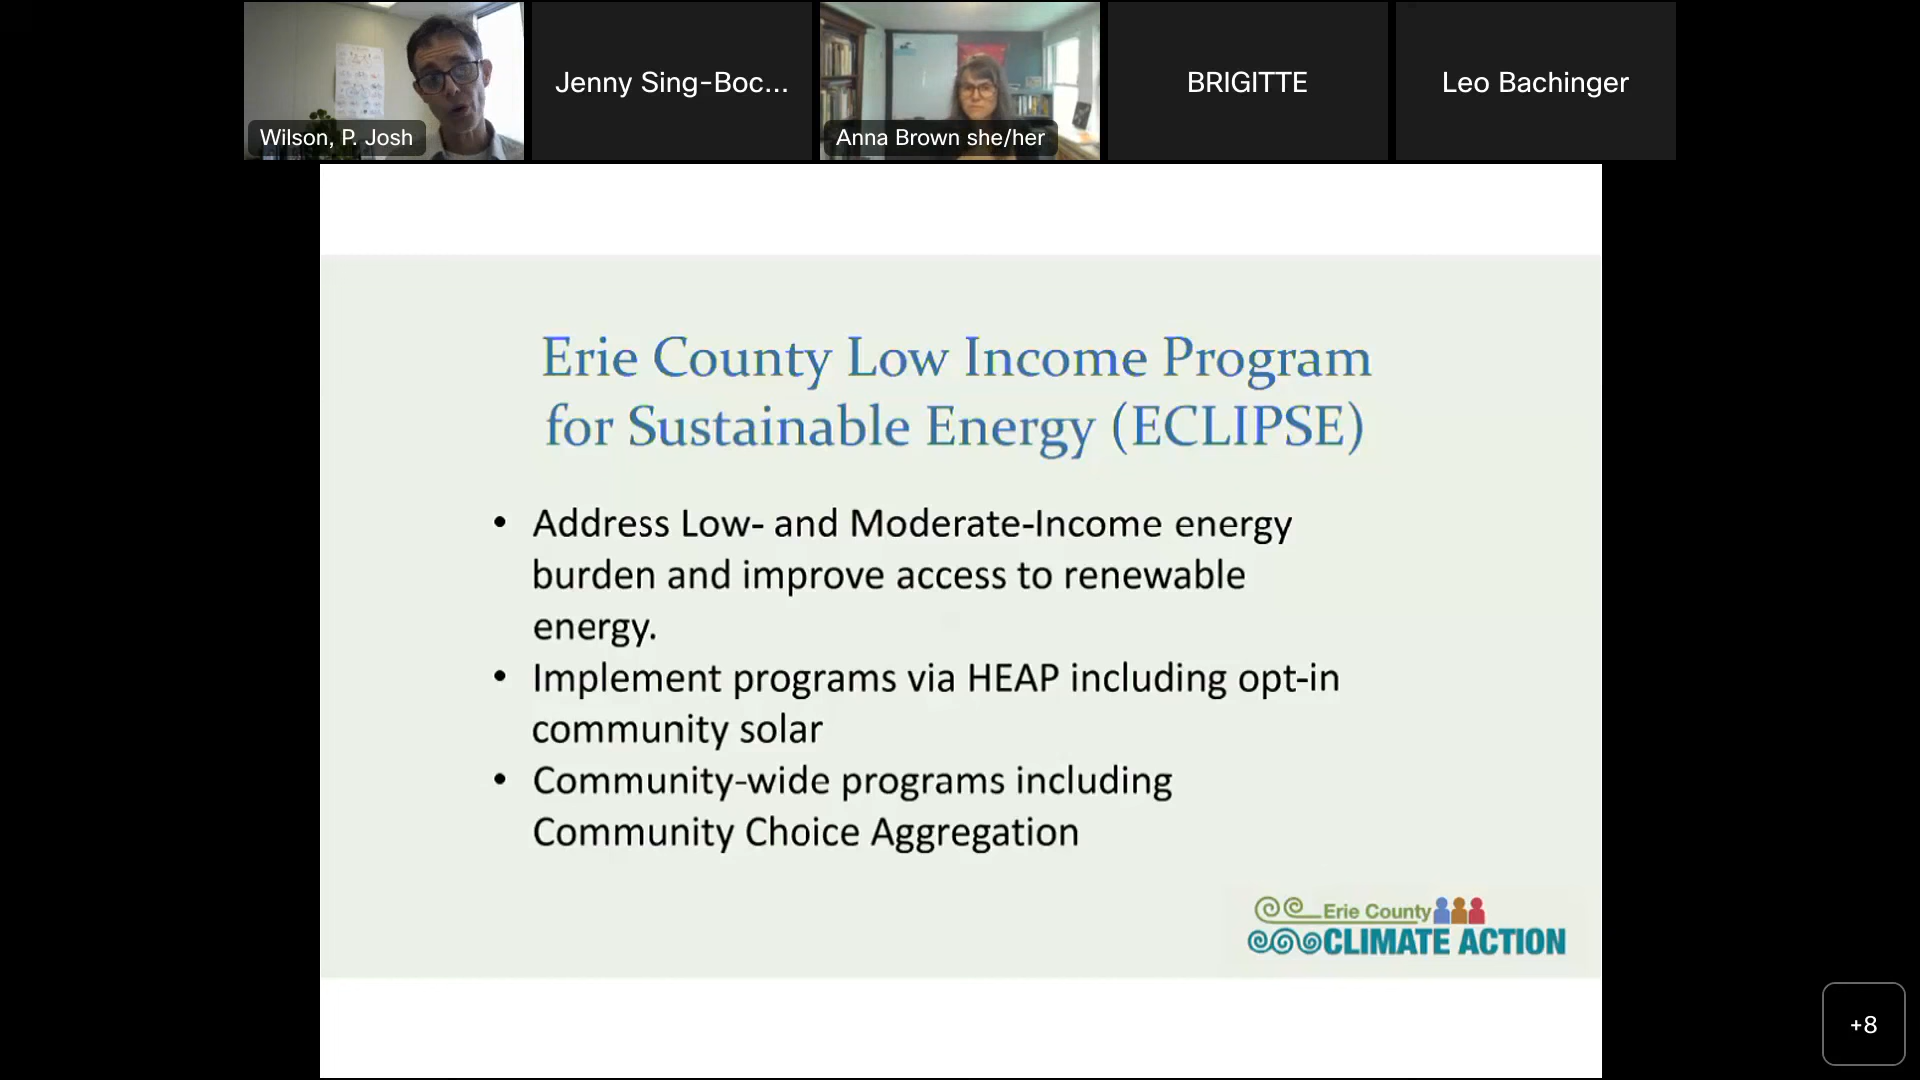 Wilson, P. Josh
Jenny Sing-Boc...
Anna Brown she/her
BRIGITTE
Leo Bachinger
Erie County Low Income Program
for Sustainable Energy (ECLIPSE)
• Address Low- and Moderate-Income energy
burden and improve access to renewable
energy.
• Implement programs via HEAP including opt-in
community solar
• Community-wide programs including
Community Choice Aggregation
Erie County
CLIMATE ACTION
+8